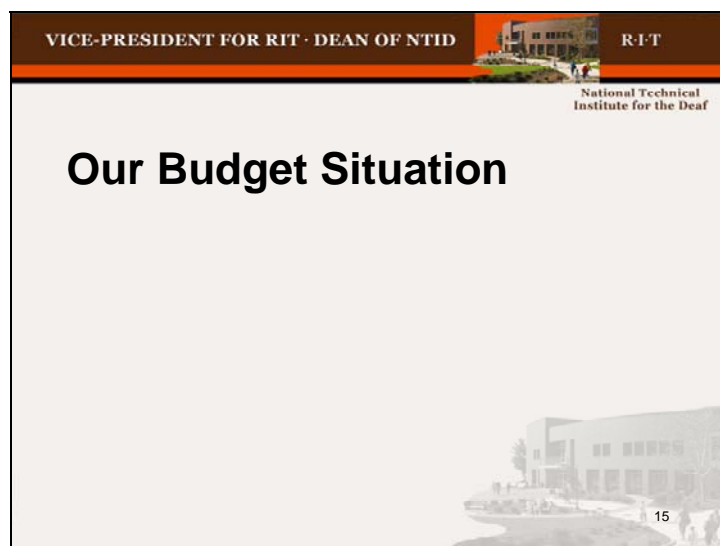 VICE-PRESIDENT FOR RIT · DEAN OF NTID
R·I·T
National Technical
Institute for the Deaf
Our Budget Situation
15